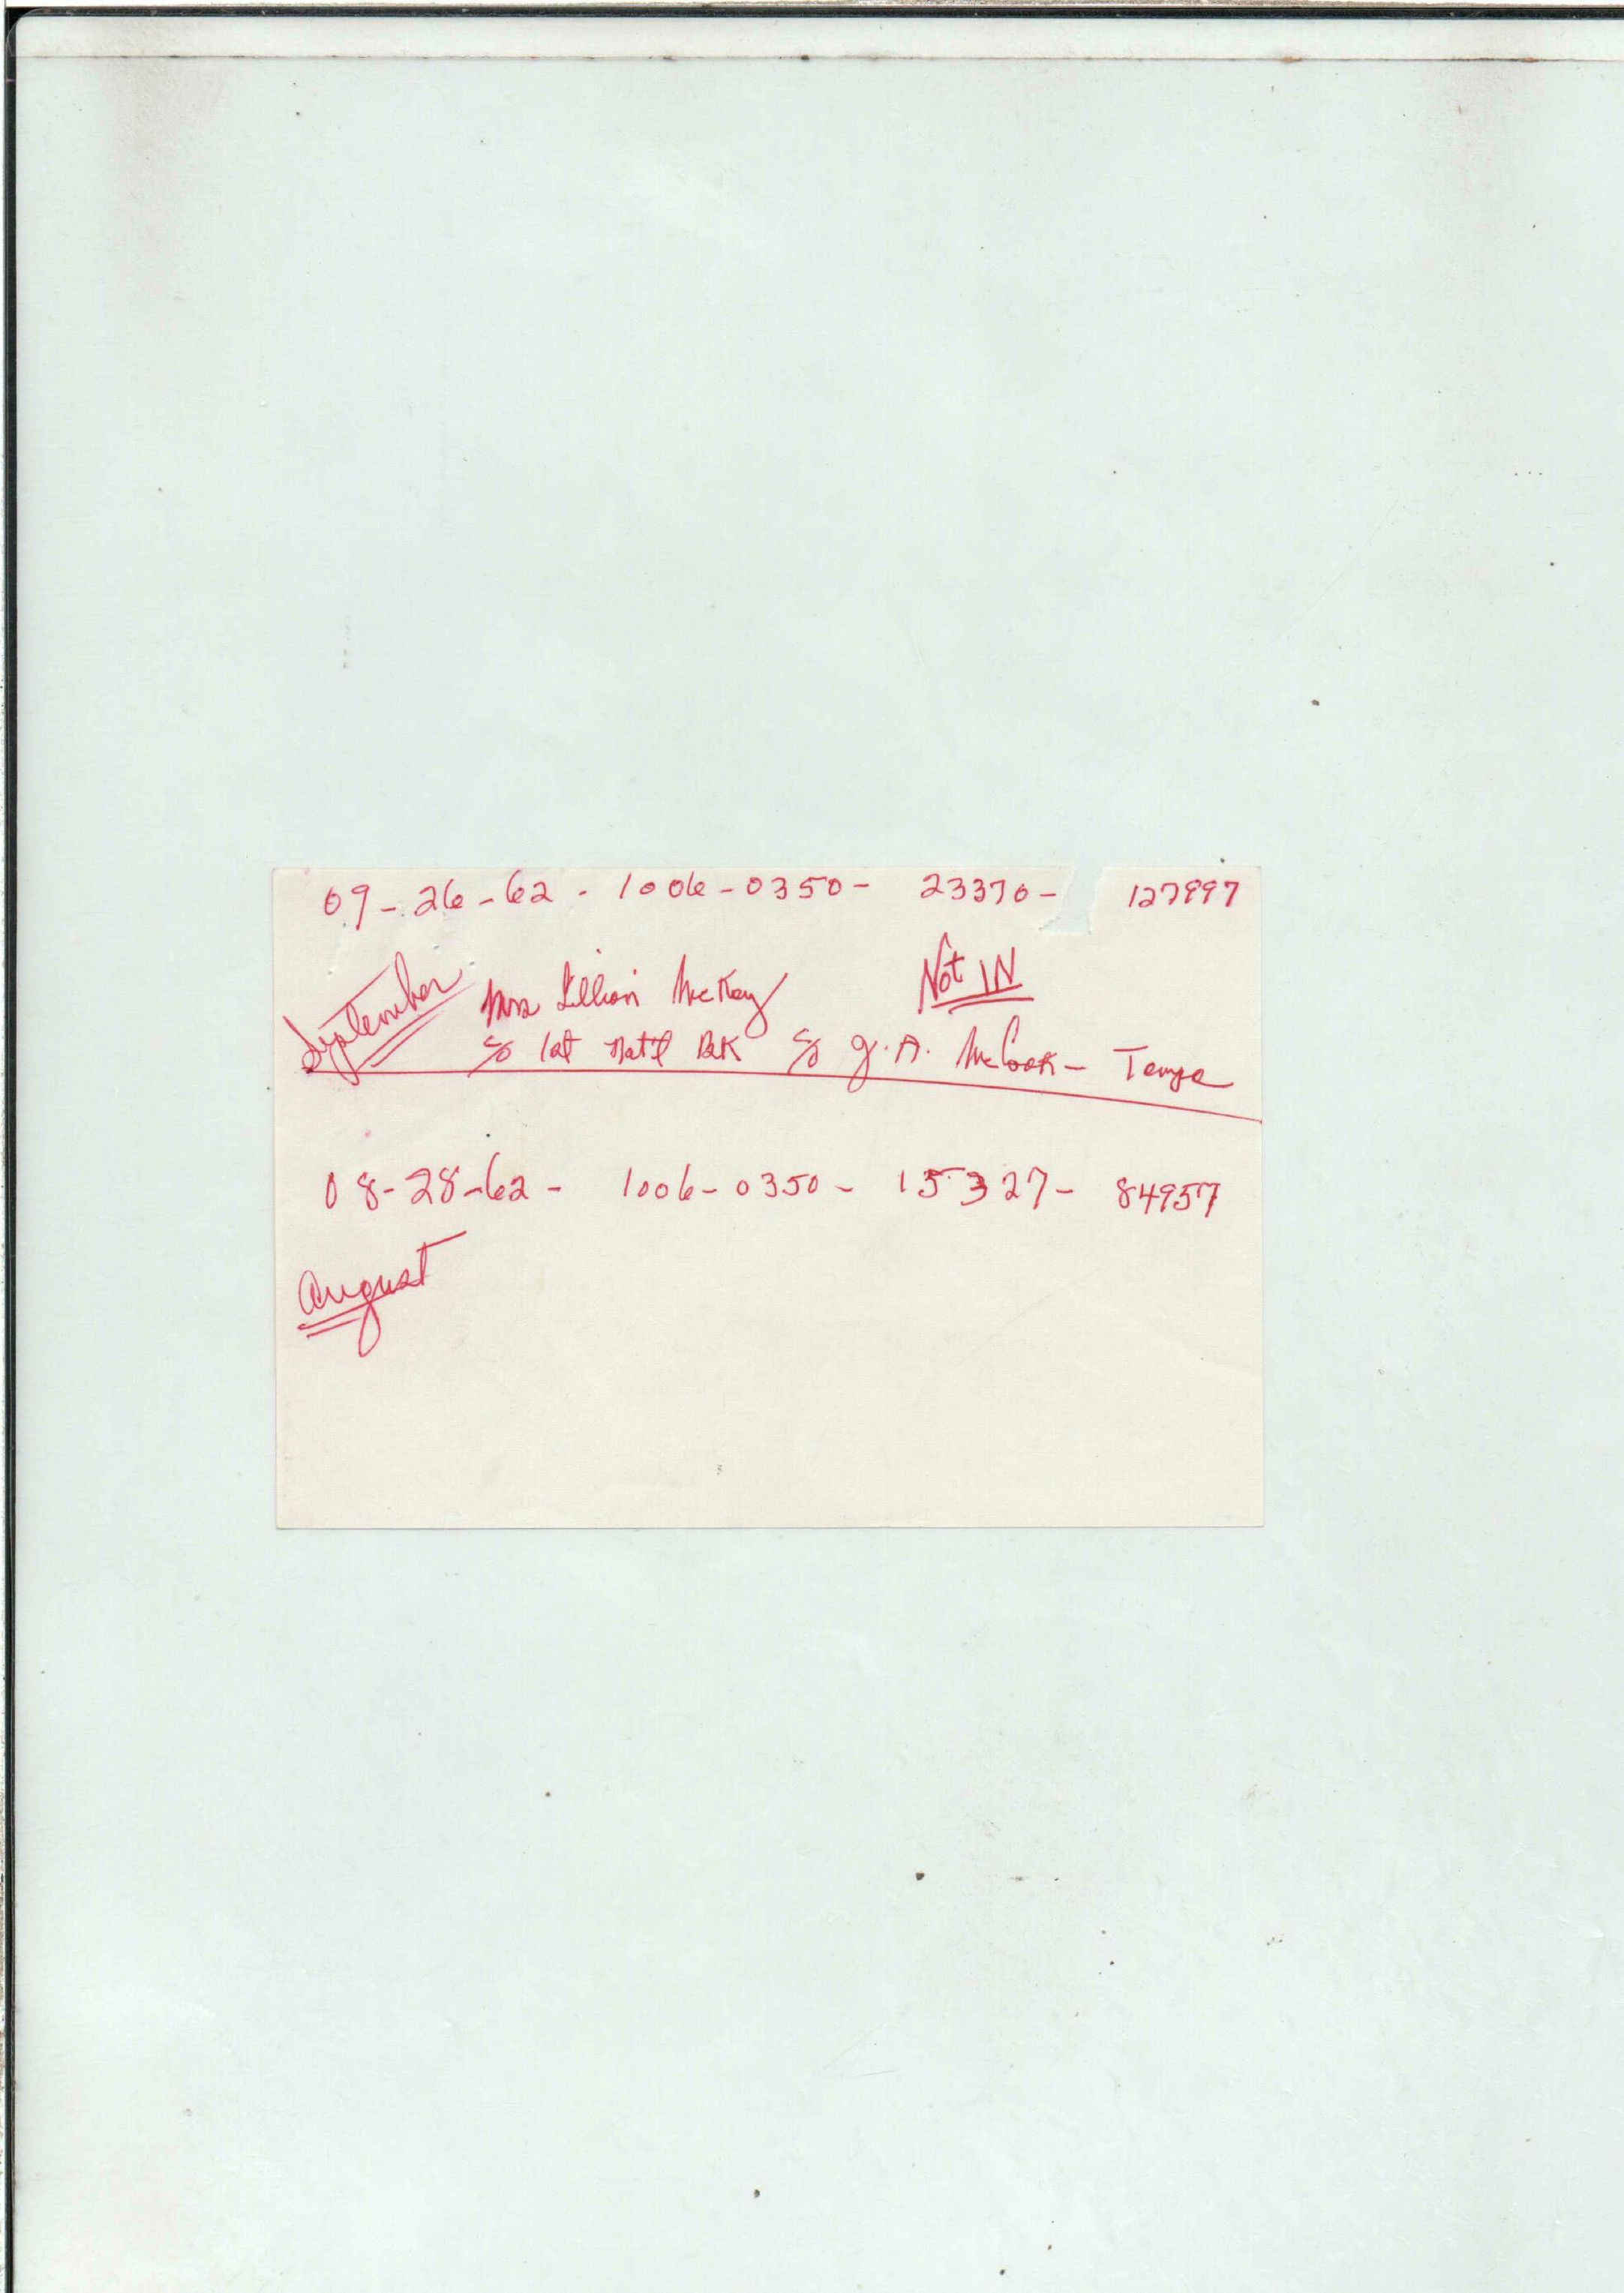 09-26-62 - 1006-0350- 23370- 127997
September Mrs Lillian McKay Not IN
c/o 1st Nat'l Bk c/o J. A. McCook - Tampa
08-28-62 - 1006-0350 - 15327- 84957
August